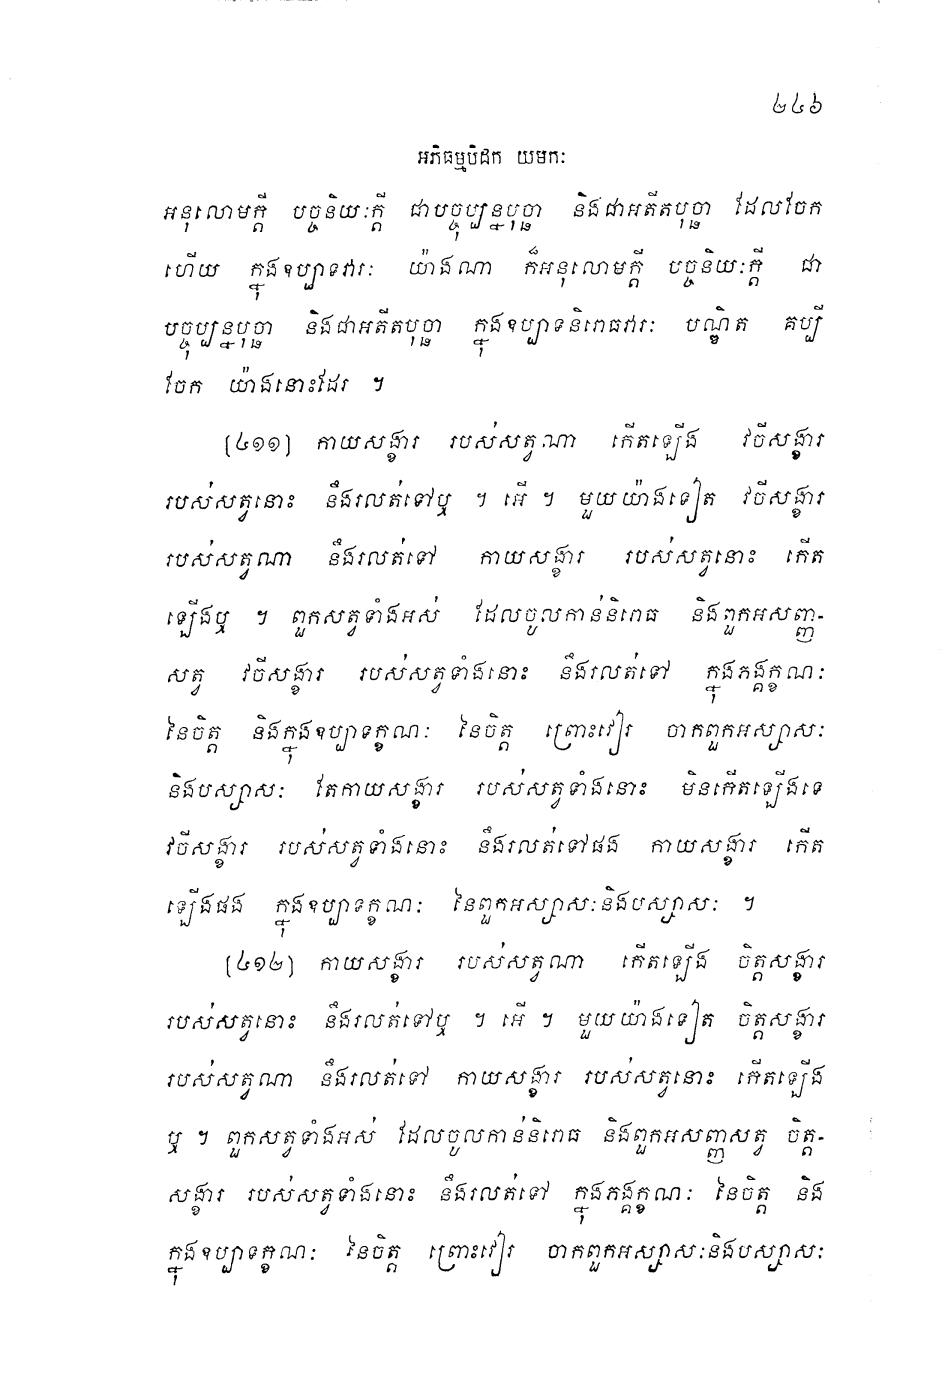 ២៤៦
អភិធម្មបិដក យមកៈ
អនុលោមក្តី បច្ចនិយៈក្តី ជាបច្ចុប្បន្នបុច្ឆា និងជាអតីតបុច្ឆា ដែលចែក
ហើយ ក្នុងឧប្បាទវារៈ យ៉ាងណា ក៏អនុលោមក្តី បច្ចនិយៈក្តី ជា
បច្ចុប្បន្នបុច្ឆា និងជាអតីតបុច្ឆា ក្នុងឧប្បាទនិរោធវារៈ បណ្ឌិត គប្បី
ចែក យ៉ាងនោះដែរ ។
[៤១១] កាយសង្ខារ របស់សត្វណា កើតឡើង វចីសង្ខារ
របស់សត្វនោះ នឹងរលត់ទៅឬ ។ អើ ។ មួយយ៉ាងទៀត វចីសង្ខារ
របស់សត្វណា នឹងរលត់ទៅ កាយសង្ខារ របស់សត្វនោះ កើត
ឡើងឬ ។ ពួកសត្វទាំងអស់ ដែលចូលកាន់និរោធ និងពួកអសញ្ញ-
សត្វ វចីសង្ខារ របស់សត្វទាំងនោះ នឹងរលត់ទៅ ក្នុងភង្គក្ខណៈ
នៃចិត្ត និងក្នុងឧប្បាទក្ខណៈ នៃចិត្ត ព្រោះវៀរ ចាកពួកអស្សាសៈ
និងបស្សាសៈ តែកាយសង្ខារ របស់សត្វទាំងនោះ មិនកើតឡើងទេ
វចីសង្ខារ របស់សត្វទាំងនោះ នឹងរលត់ទៅផង កាយសង្ខារ កើត
ឡើងផង ក្នុងឧប្បាទក្ខណៈ នៃពួកអស្សាសៈនិងបស្សាសៈ ។
[៤១២] កាយសង្ខារ របស់សត្វណា កើតឡើង ចិត្តសង្ខារ
របស់សត្វនោះ នឹងរលត់ទៅឬ ។ អើ ។ មួយយ៉ាងទៀត ចិត្តសង្ខារ
របស់សត្វណា នឹងរលត់ទៅ កាយសង្ខារ របស់សត្វនោះ កើតឡើង
ឬ ។ ពួកសត្វទាំងអស់ ដែលចូលកាន់និរោធ និងពួកអសញ្ញសត្វ ចិត្ត-
សង្ខារ របស់សត្វទាំងនោះ នឹងរលត់ទៅ ក្នុងភង្គក្ខណៈ នៃចិត្ត និង
ក្នុងឧប្បាទក្ខណៈ នៃចិត្ត ព្រោះវៀរ ចាកពួកអស្សាសៈនិងបស្សាសៈ